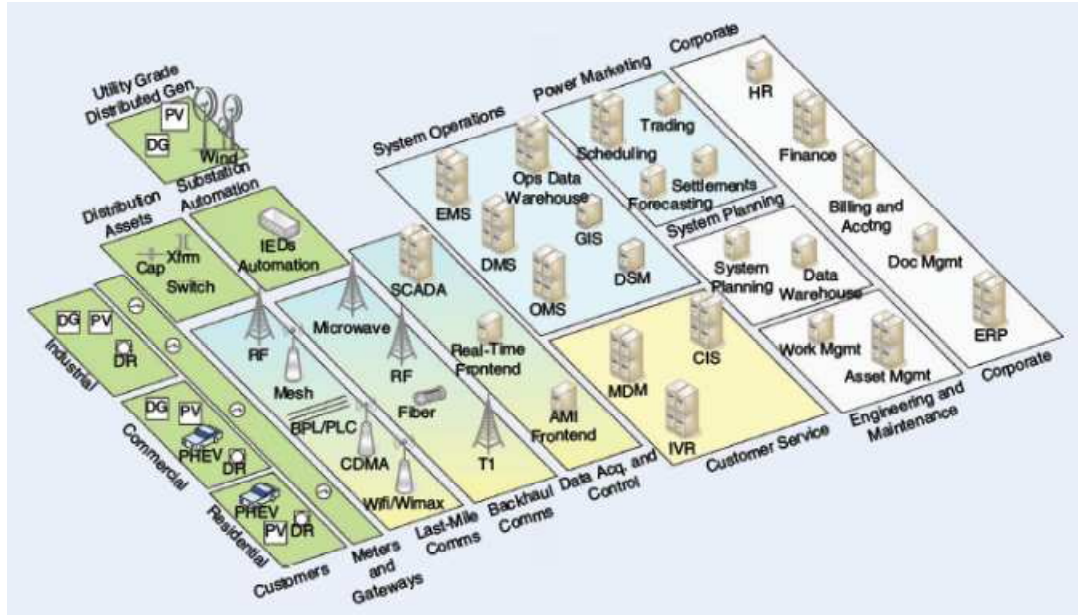 Utility Grade
Distributed Gen
PV
DG
Wind
Substation
Automation
IEDs
Automation
Distribution
Assets
Cap
Xfrm
Switch
DG
PV
DR
Industrial
DG
PV
PHEV
DR
Commercial
PHEV
PV
DR
Residential
Customers
Meters
and
Gateways
RF
Mesh
BPL/PLC
CDMA
Wifi/Wimax
Last-Mile
Comms
Microwave
RF
Fiber
T1
Backhaul
Comms
SCADA
Real-Time
Frontend
AMI
Frontend
Data Acq. and
Control
System Operations
EMS
Ops Data
Warehouse
DMS
GIS
OMS
DSM
Power Marketing
Trading
Scheduling
Settlements
Forecasting
System Planning
System
Planning
Data
Warehouse
MDM
CIS
IVR
Customer Service
Work Mgmt
Asset Mgmt
Engineering and
Maintenance
Corporate
HR
Finance
Billing and
Acctng
Doc Mgmt
ERP
Corporate